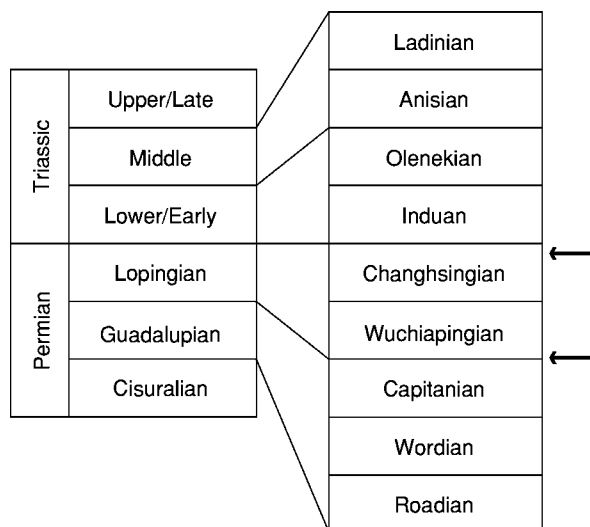 Triassic
Upper/Late
Middle
Lower/Early
Permian
Lopingian
Guadalupian
Cisuralian
Ladinian
Anisian
Olenekian
Induan
Changhsingian
Wuchiapingian
Capitanian
Wordian
Roadian